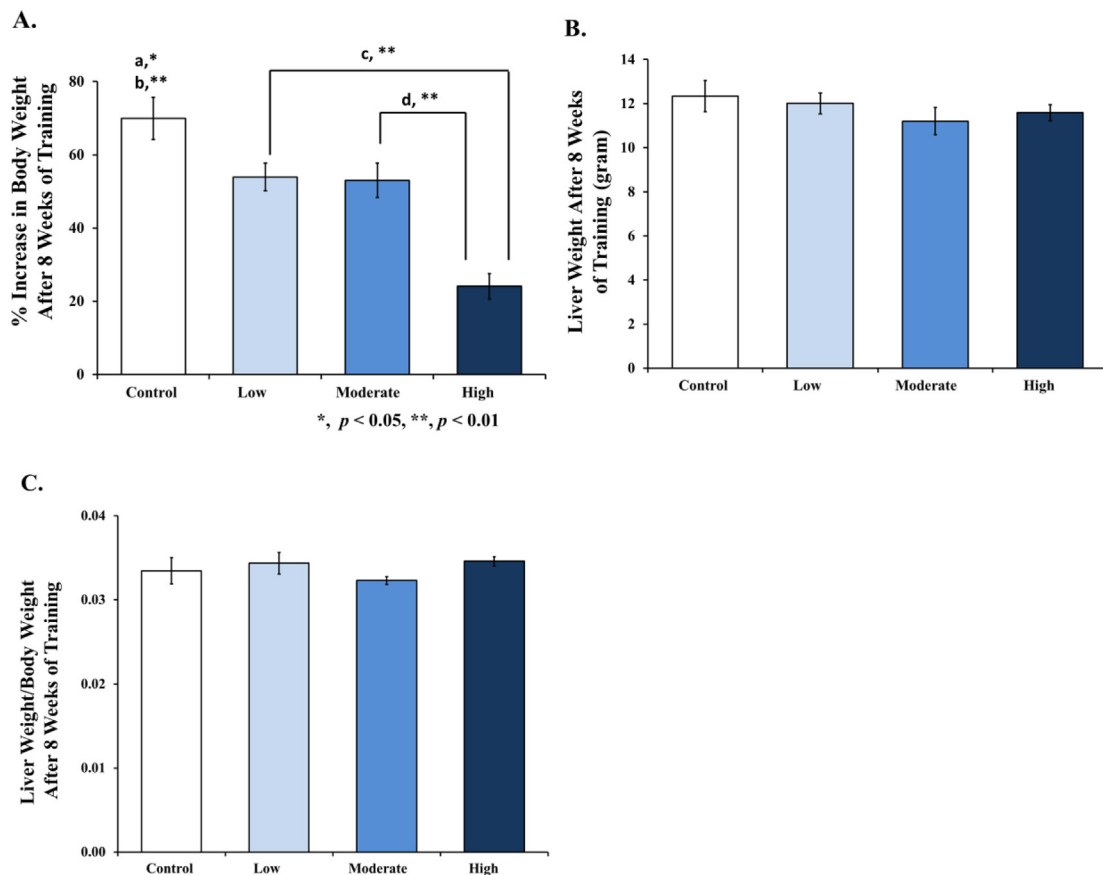 A.
a,*
b,**
c, **
d, **
% Increase in Body Weight
After 8 Weeks of Training
80
60
40
20
0
Control
Low
Moderate
High
*, p < 0.05, **, p < 0.01
B.
Liver Weight After 8 Weeks
of Training (gram)
14
12
10
8
6
4
2
0
Control
Low
Moderate
High
C.
Liver Weight/Body Weight
After 8 Weeks of Training
0.04
0.03
0.02
0.01
0.00
Control
Low
Moderate
High